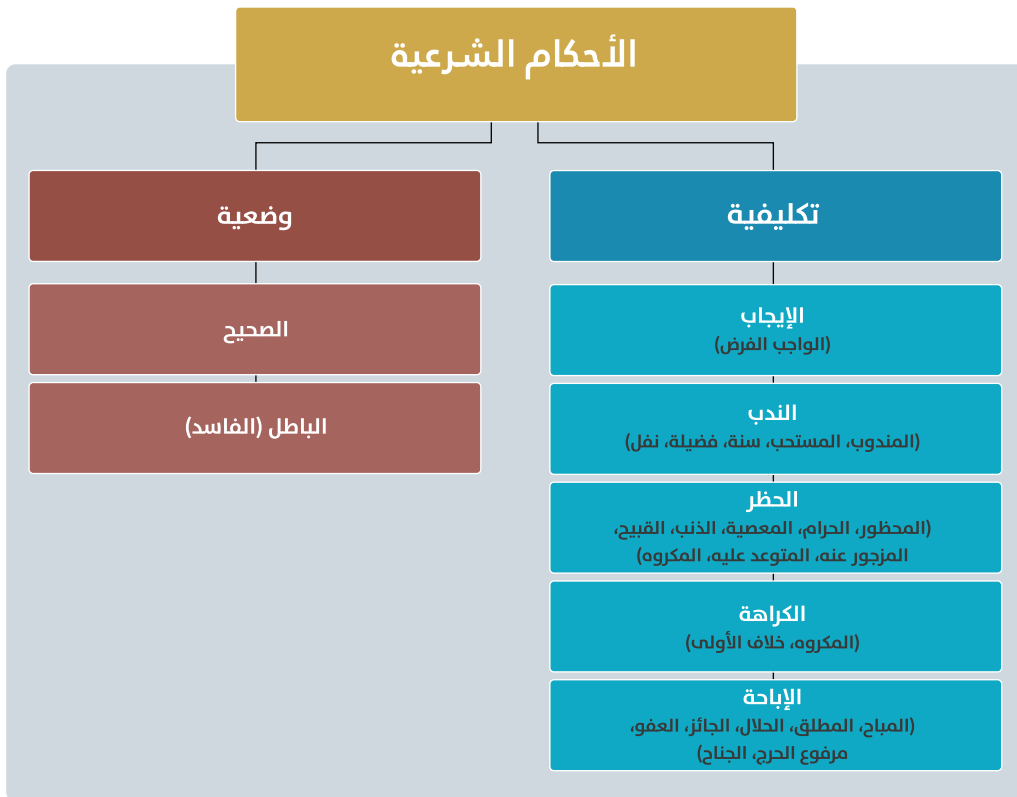 الأحكام الشرعية
تكليفية
الإيجاب
(الواجب الفرض)
الندب
(المندوب، المستحب، سنة، فضيلة، نفل)
الحظر
(المحظور، الحرام، المعصية، الذنب، القبيح،
المزجور عنه، المتوعد عليه، المكروه)
الكراهة
(المكروه، خلاف الأولى)
الإباحة
(المباح، المطلق، الحلال، الجائز، العفو،
مرفوع الحرج، الجناح)
وضعية
الصحيح
الباطل (الفاسد)